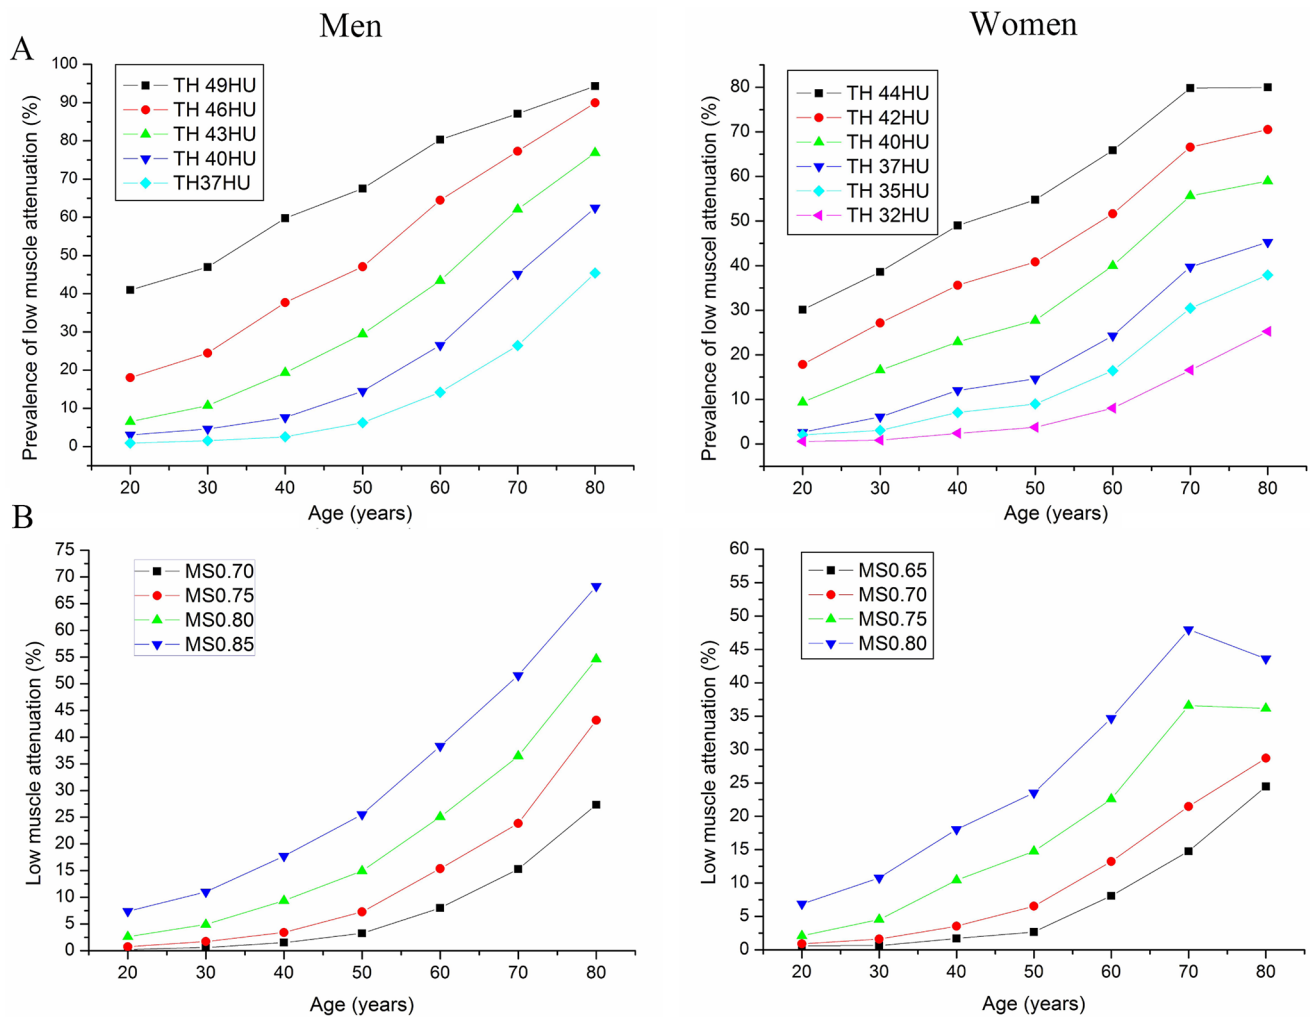 Men
Women
A
Prevalence of low muscle attenuation (%)
100
90
80
70
60
50
40
30
20
10
0
TH 49HU
TH 46HU
TH 43HU
TH 40HU
TH37HU
20 30 40 50 60 70 80
Age (years)
Prevalence of low muscel attenuation (%)
80
70
60
50
40
30
20
10
0
TH 44HU
TH 42HU
TH 40HU
TH 37HU
TH 35HU
TH 32HU
20 30 40 50 60 70 80
Age (years)
B
Low muscle attenuation (%)
75
70
65
60
55
50
45
40
35
30
25
20
15
10
5
0
MS0.70
MS0.75
MS0.80
MS0.85
20 30 40 50 60 70 80
Age (years)
Low muscle attenuation (%)
60
55
50
45
40
35
30
25
20
15
10
5
0
MS0.65
MS0.70
MS0.75
MS0.80
20 30 40 50 60 70 80
Age (years)